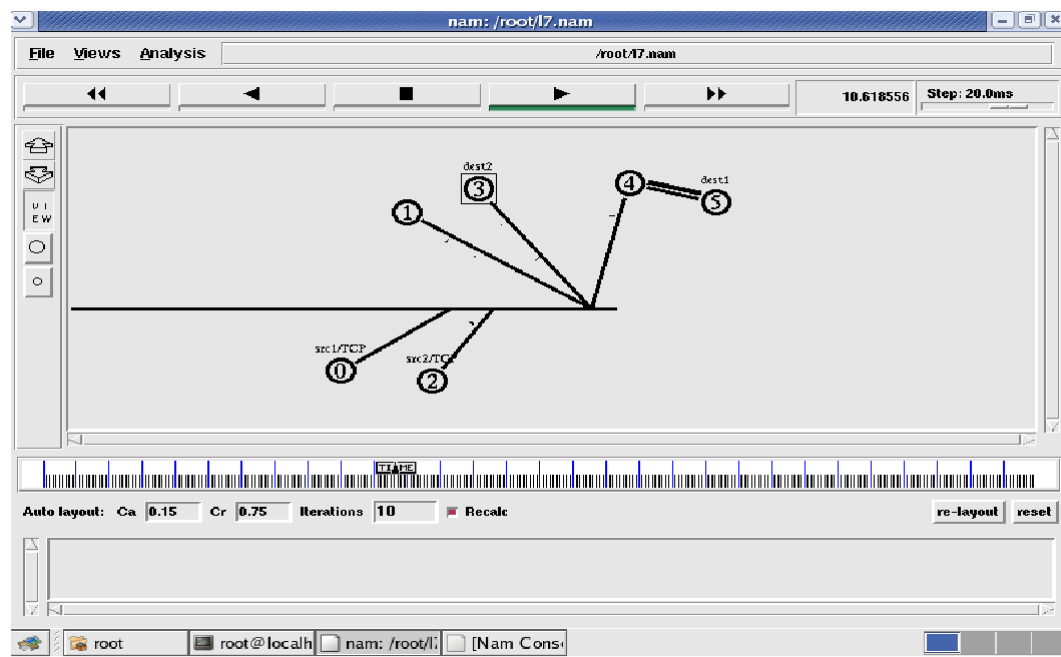 nam: /root/l7.nam
File Views Analysis /root/l7.nam
10.618556 Step: 20.0ms
V I
E W
dest2
3
1
4
dest1
5
src1/TCP
0
src2/TC
2
TIME
Auto layout: Ca 0.15 Cr 0.75 Iterations 10 Recalc re-layout reset
root root@localh nam: /root/l7 [Nam Cons